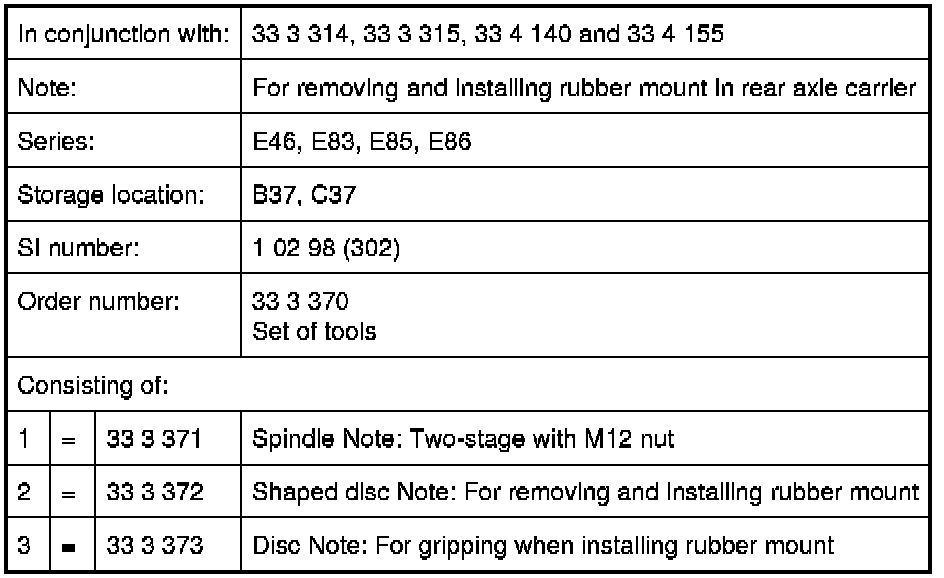 In conjunction with: 33 3 314, 33 3 315, 33 4 140 and 33 4 155
Note: For removing and installing rubber mount in rear axle carrier
Series: E46, E83, E85, E86
Storage location: B37, C37
SI number: 1 02 98 (302)
Order number: 33 3 370
Set of tools
Consisting of:
1 = 33 3 371 Spindle Note: Two-stage with M12 nut
2 = 33 3 372 Shaped disc Note: For removing and installing rubber mount
3 = 33 3 373 Disc Note: For gripping when installing rubber mount